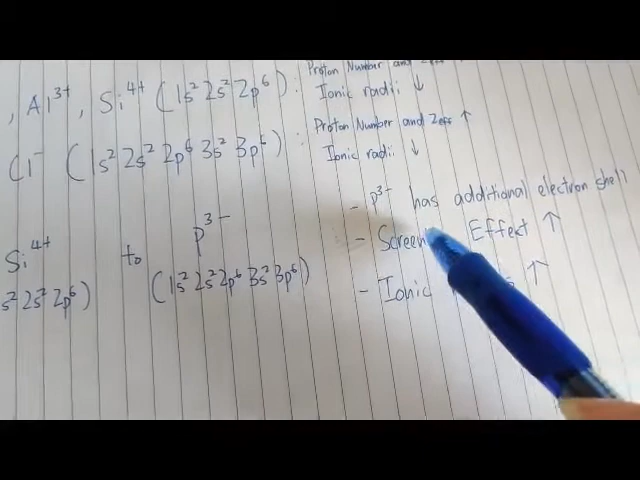 Proton Number and Zeff
, Al³⁺, Si⁴⁺ (1s² 2s² 2p⁶) : Ionic radii ↓
Proton Number and Zeff ↑
Cl⁻ (1s² 2s² 2p⁶ 3s² 3p⁶) : Ionic radii ↓
Si⁴⁺ to P³⁻
s² 2s² 2p⁶) (1s² 2s² 2p⁶ 3s² 3p⁶)
- P³⁻ has additional electron shell
- Screen Effect ↑
- Ionic ↑